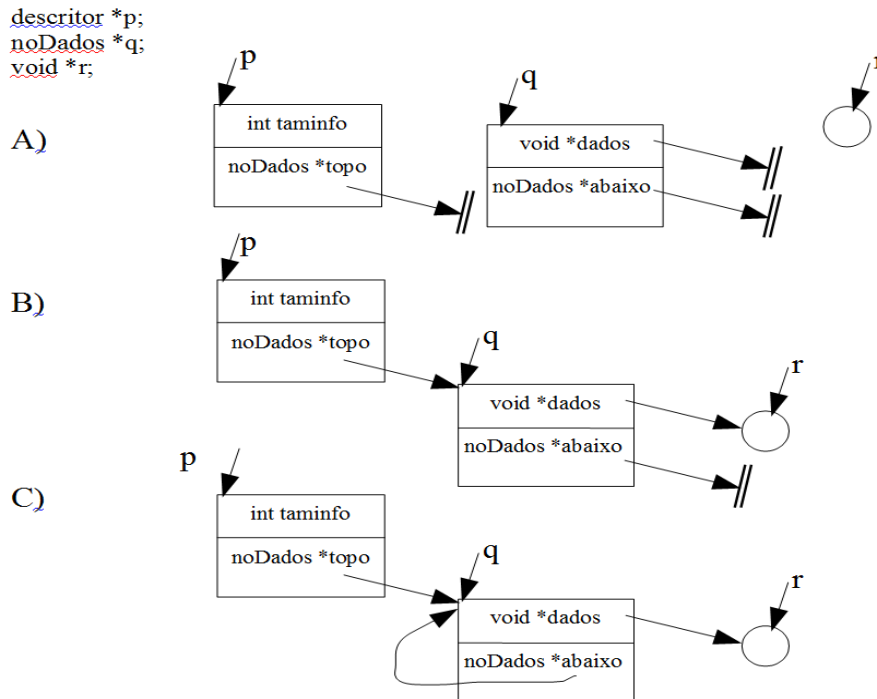 descritor *p;
noDados *q;
void *r;
p
q
r
A)
int taminfo
noDados *topo
void *dados
noDados *abaixo
p
B)
int taminfo
noDados *topo
q
r
void *dados
noDados *abaixo
p
C)
int taminfo
noDados *topo
q
r
void *dados
noDados *abaixo